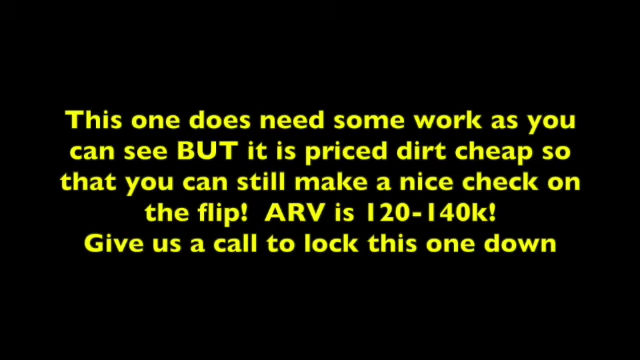 This one does need some work as you
can see BUT it is priced dirt cheap so
that you can still make a nice check on
the flip!  ARV is 120-140k!
Give us a call to lock this one down